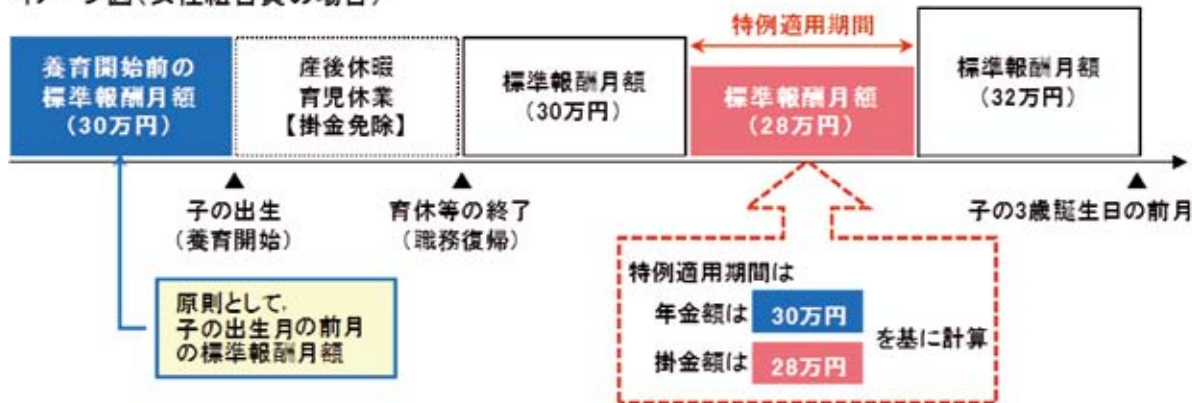 特例適用期間
養育開始前の
標準報酬月額
(30万円)
産後休暇
育児休業
【掛金免除】
標準報酬月額
(30万円)
標準報酬月額
(28万円)
標準報酬月額
(32万円)
▲
子の出生
(養育開始)
▲
育休等の終了
(職務復帰)
▲
子の3歳誕生日の前月
原則として,
子の出生月の前月
の標準報酬月額
特例適用期間は
年金額は 30万円
を基に計算
掛金額は 28万円